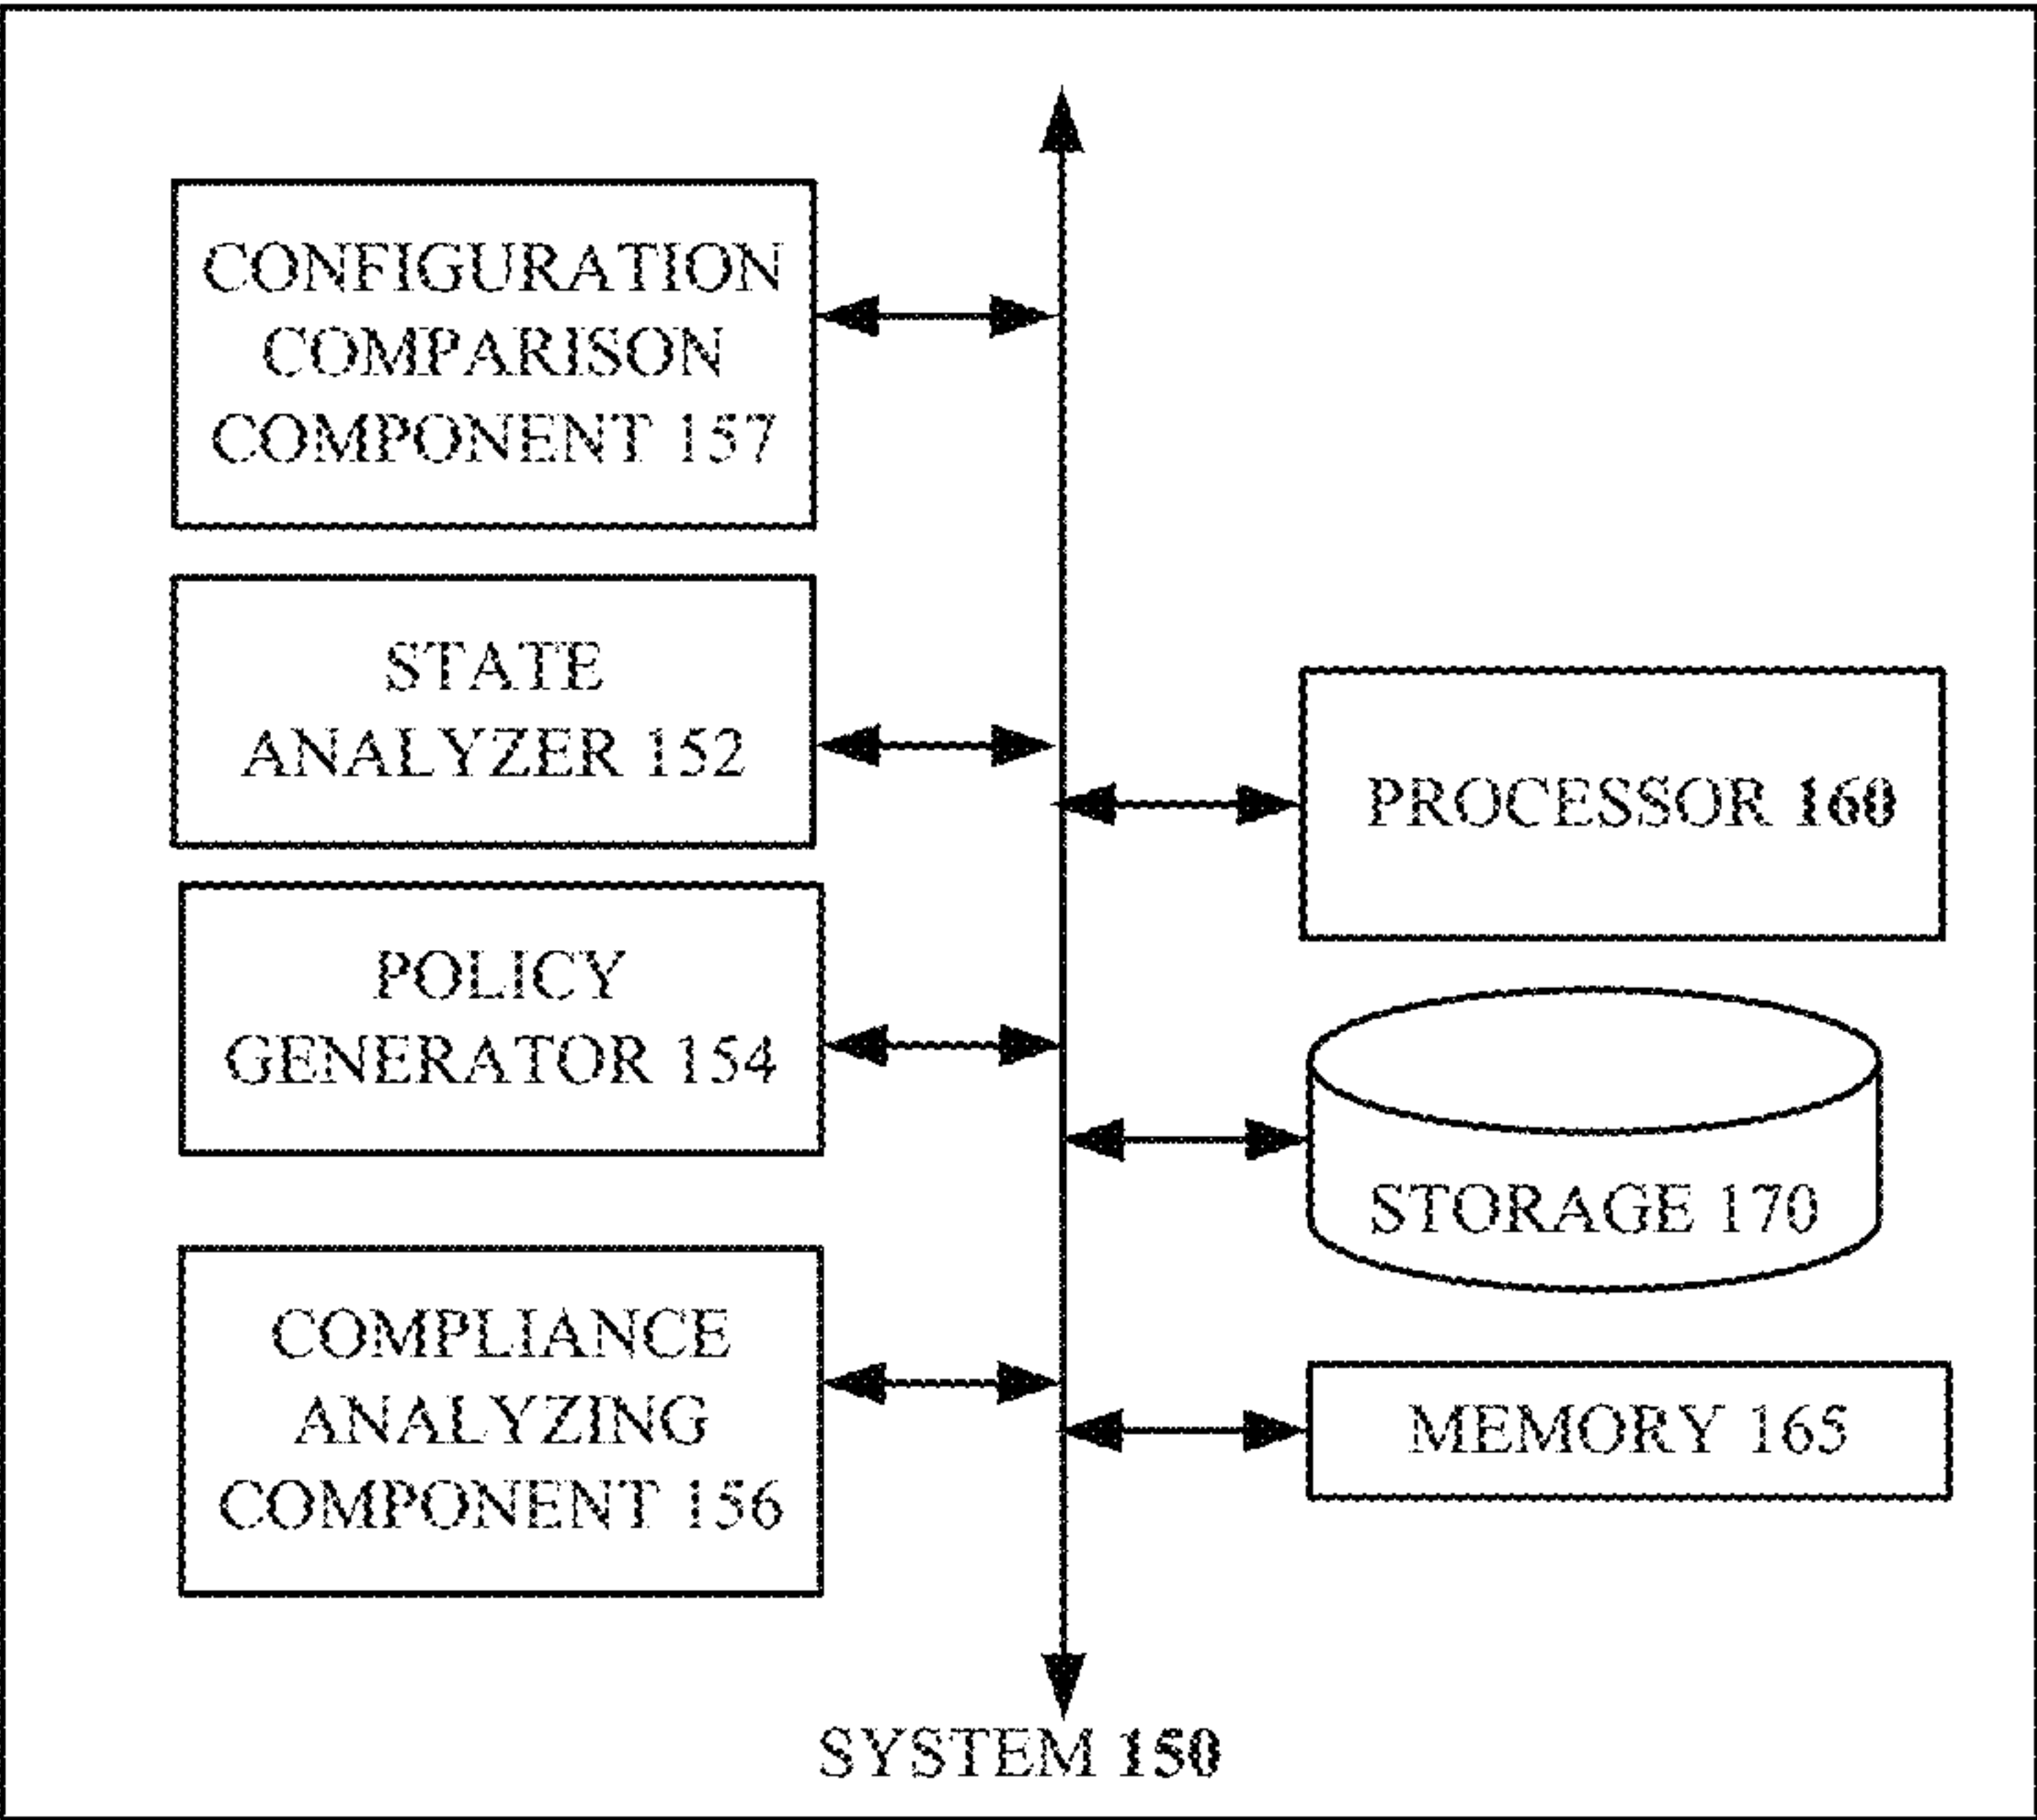 CONFIGURATION
COMPARISON
COMPONENT 157
STATE
ANALYZER 152
POLICY
GENERATOR 154
COMPLIANCE
ANALYZING
COMPONENT 156
PROCESSOR 160
STORAGE 170
MEMORY 165
SYSTEM 150